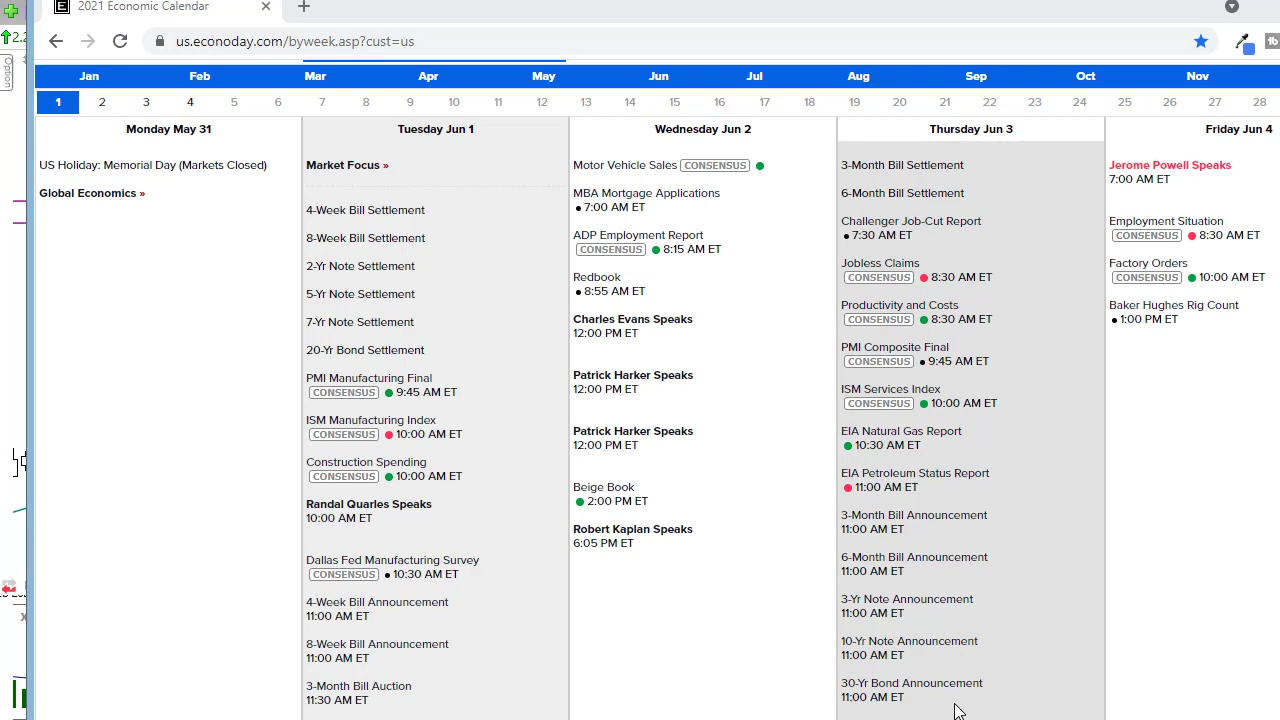 2021 Economic Calendar
us.econoday.com/byweek.asp?cust=us
2.2
Option
Jan Feb Mar Apr May Jun Jul Aug Sep Oct Nov
1 2 3 4 5 6 7 8 9 10 11 12 13 14 15 16 17 18 19 20 21 22 23 24 25 26 27 28
Monday May 31
US Holiday: Memorial Day (Markets Closed)
Global Economics »
Tuesday Jun 1
Market Focus »
4-Week Bill Settlement
8-Week Bill Settlement
2-Yr Note Settlement
5-Yr Note Settlement
7-Yr Note Settlement
20-Yr Bond Settlement
PMI Manufacturing Final
CONSENSUS 9:45 AM ET
ISM Manufacturing Index
CONSENSUS 10:00 AM ET
Construction Spending
CONSENSUS 10:00 AM ET
Randal Quarles Speaks
10:00 AM ET
Dallas Fed Manufacturing Survey
CONSENSUS 10:30 AM ET
4-Week Bill Announcement
11:00 AM ET
8-Week Bill Announcement
11:00 AM ET
3-Month Bill Auction
11:30 AM ET
Wednesday Jun 2
Motor Vehicle Sales CONSENSUS
MBA Mortgage Applications
7:00 AM ET
ADP Employment Report
CONSENSUS 8:15 AM ET
Redbook
8:55 AM ET
Charles Evans Speaks
12:00 PM ET
Patrick Harker Speaks
12:00 PM ET
Patrick Harker Speaks
12:00 PM ET
Beige Book
2:00 PM ET
Robert Kaplan Speaks
6:05 PM ET
Thursday Jun 3
3-Month Bill Settlement
6-Month Bill Settlement
Challenger Job-Cut Report
7:30 AM ET
Jobless Claims
CONSENSUS 8:30 AM ET
Productivity and Costs
CONSENSUS 8:30 AM ET
PMI Composite Final
CONSENSUS 9:45 AM ET
ISM Services Index
CONSENSUS 10:00 AM ET
EIA Natural Gas Report
10:30 AM ET
EIA Petroleum Status Report
11:00 AM ET
3-Month Bill Announcement
11:00 AM ET
6-Month Bill Announcement
11:00 AM ET
3-Yr Note Announcement
11:00 AM ET
10-Yr Note Announcement
11:00 AM ET
30-Yr Bond Announcement
11:00 AM ET
Friday Jun 4
Jerome Powell Speaks
7:00 AM ET
Employment Situation
CONSENSUS 8:30 AM ET
Factory Orders
CONSENSUS 10:00 AM ET
Baker Hughes Rig Count
1:00 PM ET